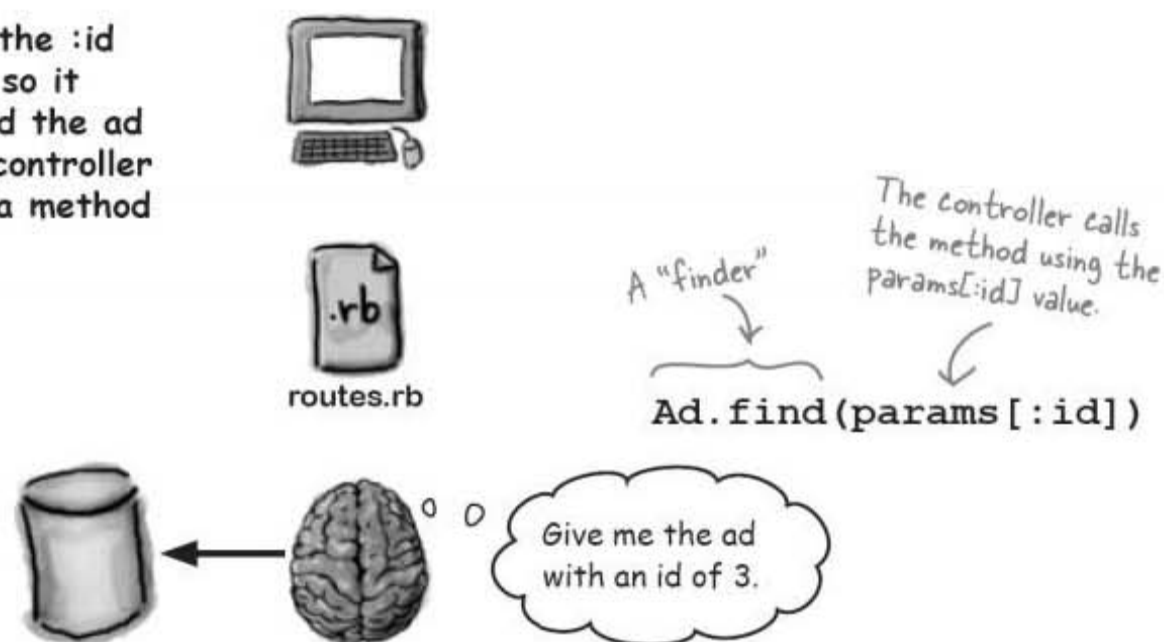 the :id
so it
d the ad
controller
a method
.rb
routes.rb
A "finder"
The controller calls
the method using the
params[:id] value.
Ad.find(params[:id])
Give me the ad
with an id of 3.